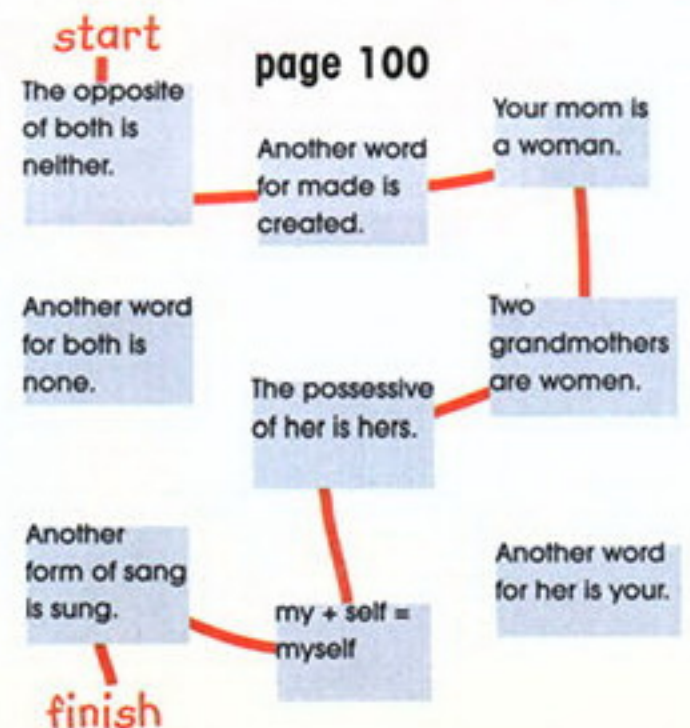 start
page 100
The opposite
of both is
neither.
Another word
for made is
created.
Your mom is
a woman.
Another word
for both is
none.
The possessive
of her is hers.
Two
grandmothers
are women.
Another
form of sang
is sung.
my + self =
myself
Another word
for her is your.
finish